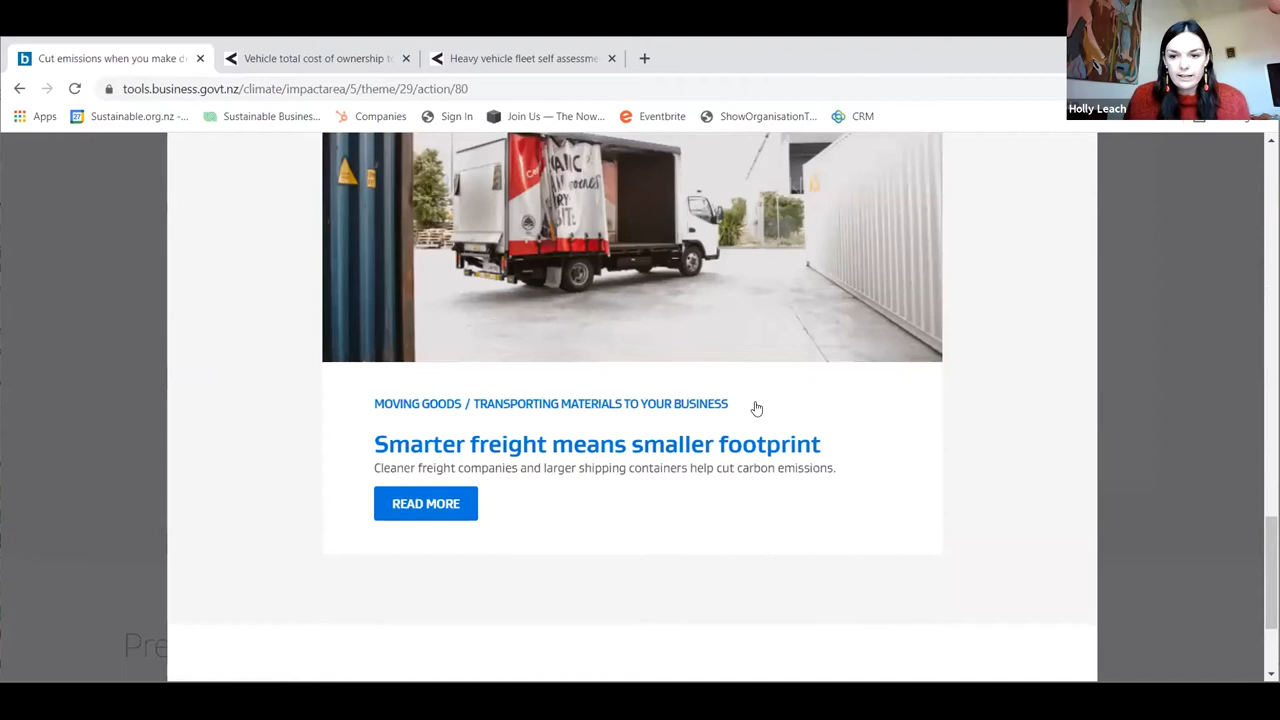 Cut emissions when you make d
Vehicle total cost of ownership to
Heavy vehicle fleet self assessme
tools.business.govt.nz/climate/impactarea/5/theme/29/action/80
Apps
Sustainable.org.nz -...
Sustainable Busines...
Companies
Sign In
Join Us — The Now...
Eventbrite
ShowOrganisationT...
CRM
Holly Leach
MOVING GOODS / TRANSPORTING MATERIALS TO YOUR BUSINESS
Smarter freight means smaller footprint
Cleaner freight companies and larger shipping containers help cut carbon emissions.
READ MORE
Pre